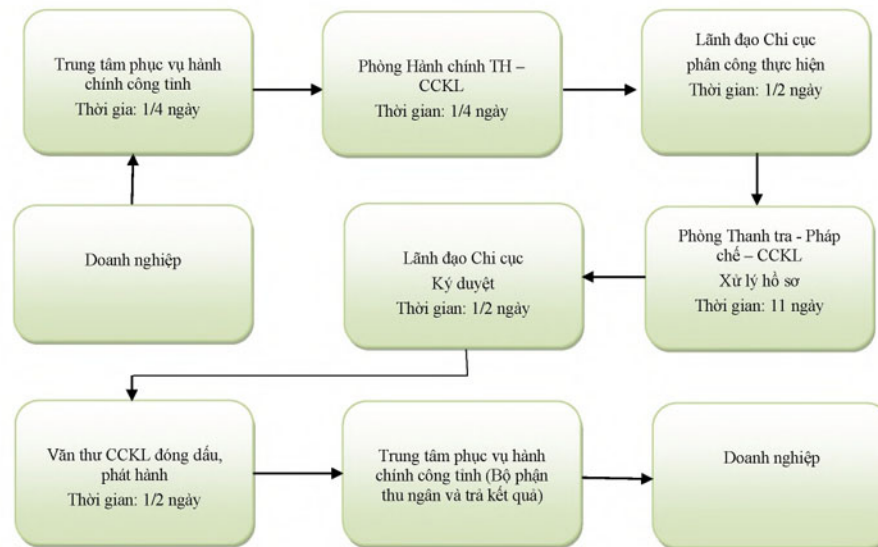 Trung tâm phục vụ hành
chính công tỉnh
Thời gia: 1/4 ngày
Phòng Hành chính TH –
CCKL
Thời gian: 1/4 ngày
Lãnh đạo Chi cục
phân công thực hiện
Thời gian: 1/2 ngày
Doanh nghiệp
Lãnh đạo Chi cục
Ký duyệt
Thời gian: 1/2 ngày
Phòng Thanh tra - Pháp
chế – CCKL
Xử lý hồ sơ
Thời gian: 11 ngày
Văn thư CCKL đóng dấu,
phát hành
Thời gian: 1/2 ngày
Trung tâm phục vụ hành
chính công tỉnh (Bộ phận
thu ngân và trả kết quả)
Doanh nghiệp